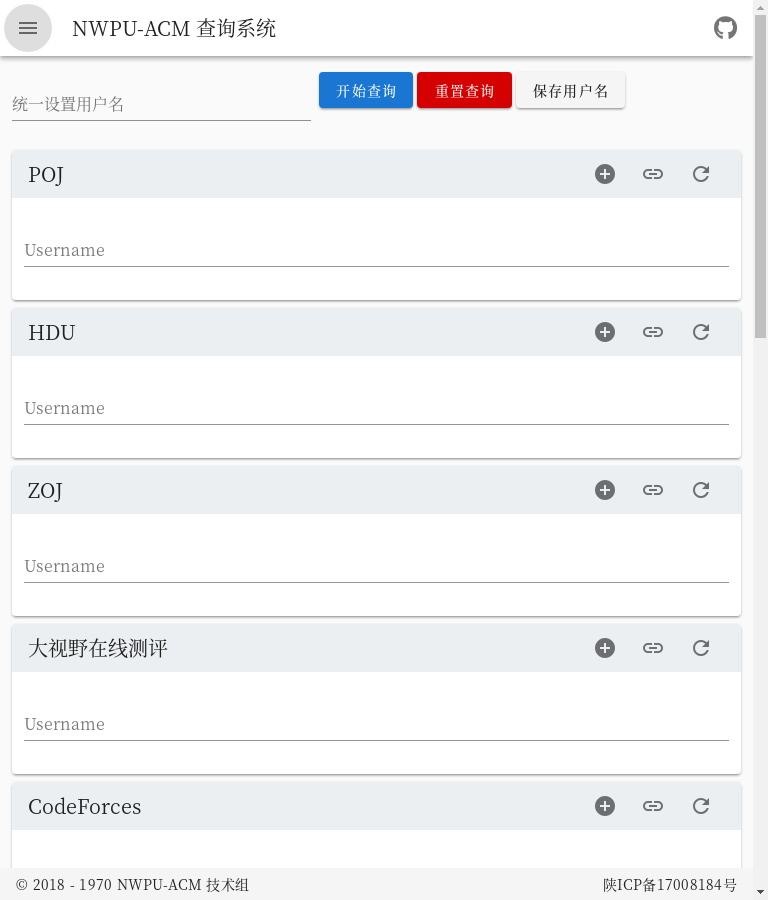 NWPU-ACM 查询系统
统一设置用户名
开始查询
重置查询
保存用户名
POJ
Username
HDU
Username
ZOJ
Username
大视野在线测评
Username
CodeForces
© 2018 - 1970 NWPU-ACM 技术组
陕ICP备17008184号